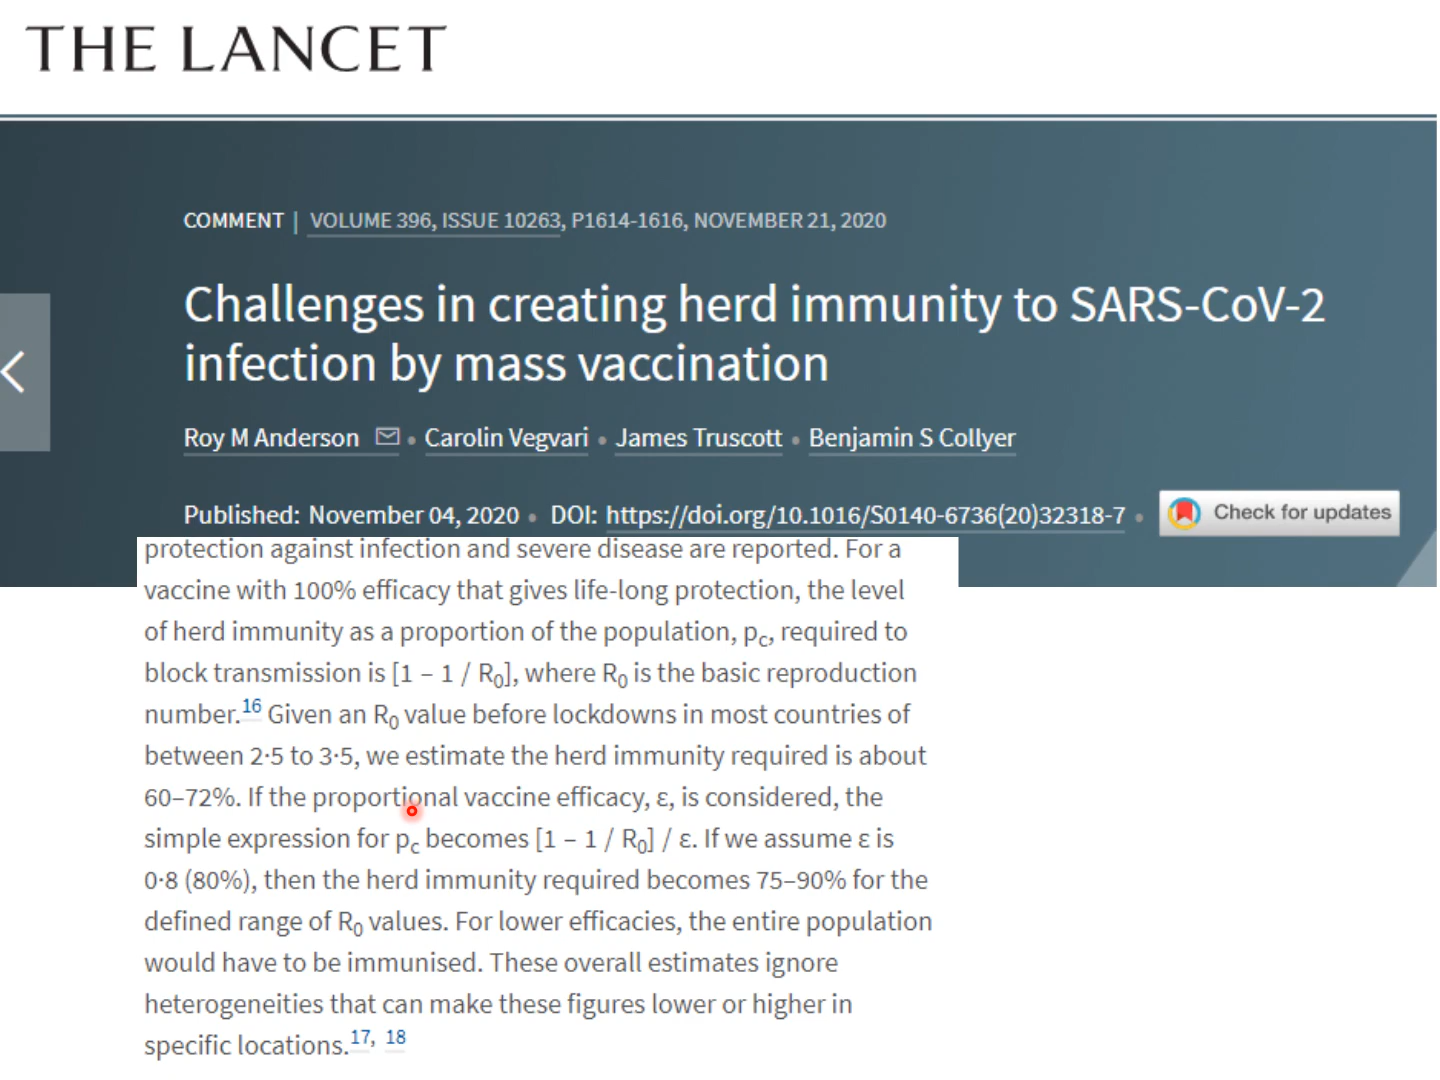 THE LANCET
COMMENT | VOLUME 396, ISSUE 10263, P1614-1616, NOVEMBER 21, 2020
Challenges in creating herd immunity to SARS-CoV-2
infection by mass vaccination
Roy M Anderson • Carolin Vegvari • James Truscott • Benjamin S Collyer
Published: November 04, 2020 • DOI: https://doi.org/10.1016/S0140-6736(20)32318-7 • Check for updates
protection against infection and severe disease are reported. For a
vaccine with 100% efficacy that gives life-long protection, the level
of herd immunity as a proportion of the population, pc, required to
block transmission is [1 – 1 / R0], where R0 is the basic reproduction
number.16 Given an R0 value before lockdowns in most countries of
between 2·5 to 3·5, we estimate the herd immunity required is about
60–72%. If the proportional vaccine efficacy, ε, is considered, the
simple expression for pc becomes [1 – 1 / R0] / ε. If we assume ε is
0·8 (80%), then the herd immunity required becomes 75–90% for the
defined range of R0 values. For lower efficacies, the entire population
would have to be immunised. These overall estimates ignore
heterogeneities that can make these figures lower or higher in
specific locations.17, 18